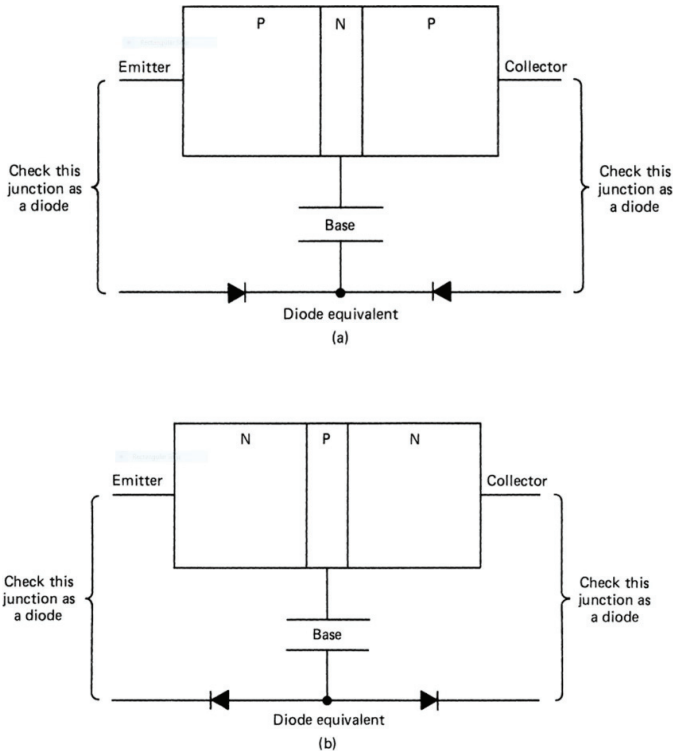 P N P
Emitter
Collector
Check this
junction as
a diode
Check this
junction as
a diode
Base
Diode equivalent
(a)
N P N
Emitter
Collector
Check this
junction as
a diode
Check this
junction as
a diode
Base
Diode equivalent
(b)